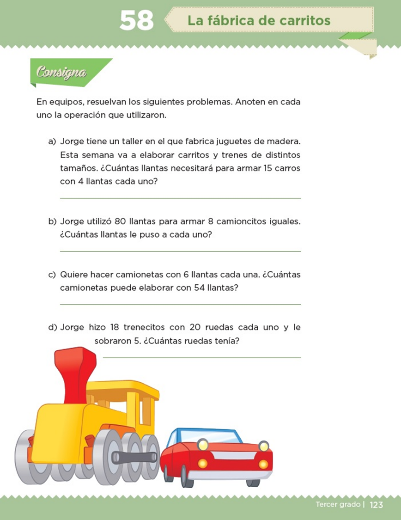 58
La fábrica de carritos
Consigna
En equipos, resuelvan los siguientes problemas. Anoten en cada
uno la operación que utilizaron.
a) Jorge tiene un taller en el que fabrica juguetes de madera.
Esta semana va a elaborar carritos y trenes de distintos
tamaños. ¿Cuántas llantas necesitará para armar 15 carros
con 4 llantas cada uno?
b) Jorge utilizó 80 llantas para armar 8 camioncitos iguales.
¿Cuántas llantas le puso a cada uno?
c) Quiere hacer camionetas con 6 llantas cada una. ¿Cuántas
camionetas puede elaborar con 54 llantas?
d) Jorge hizo 18 trenecitos con 20 ruedas cada uno y le
sobraron 5. ¿Cuántas ruedas tenía?
Tercer grado | 123